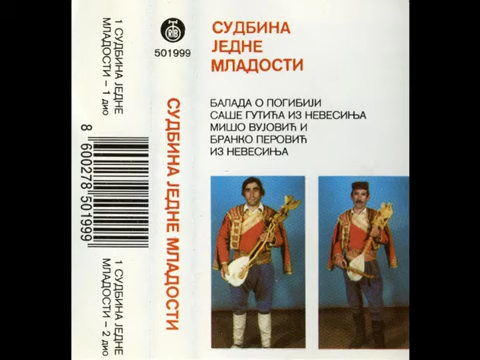 1 СУДБИНА ЈЕДНЕ
МЛАДОСТИ – 1 дио
8 600278 501999
1 СУДБИНА ЈЕДНЕ
МЛАДОСТИ – 2 дио
RTB
501999
СУДБИНА ЈЕДНЕ МЛАДОСТИ
СУДБИНА
ЈЕДНЕ
МЛАДОСТИ
БАЛАДА О ПОГИБИЈИ
САШЕ ГУТИЋА ИЗ НЕВЕСИЊА
МИШО ВУЈОВИЋ И
БРАНКО ПЕРОВИЋ
ИЗ НЕВЕСИЊА